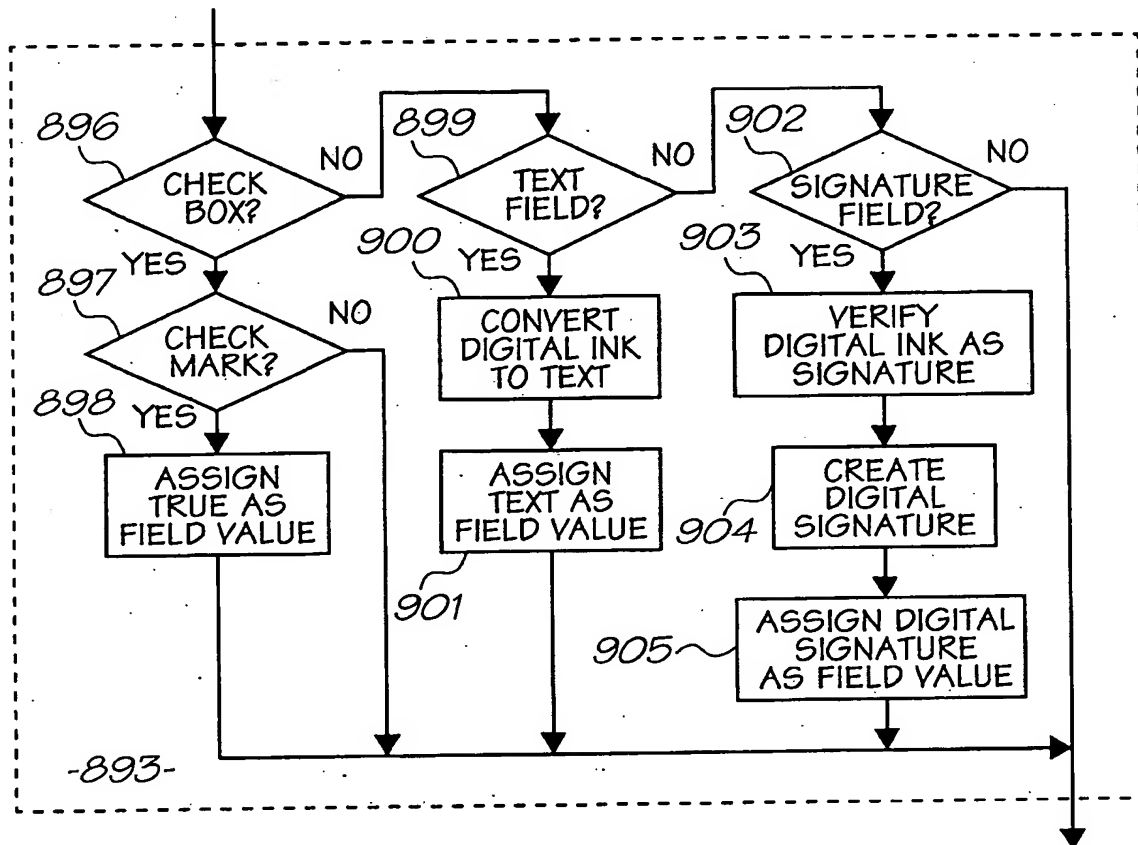 896
CHECK
BOX?
NO
YES
897
CHECK
MARK?
NO
YES
898
ASSIGN
TRUE AS
FIELD VALUE
899
TEXT
FIELD?
NO
YES
900
CONVERT
DIGITAL INK
TO TEXT
ASSIGN
TEXT AS
FIELD VALUE
901
902
SIGNATURE
FIELD?
NO
YES
903
VERIFY
DIGITAL INK AS
SIGNATURE
CREATE
DIGITAL
SIGNATURE
904
ASSIGN DIGITAL
SIGNATURE
AS FIELD VALUE
905
-893-